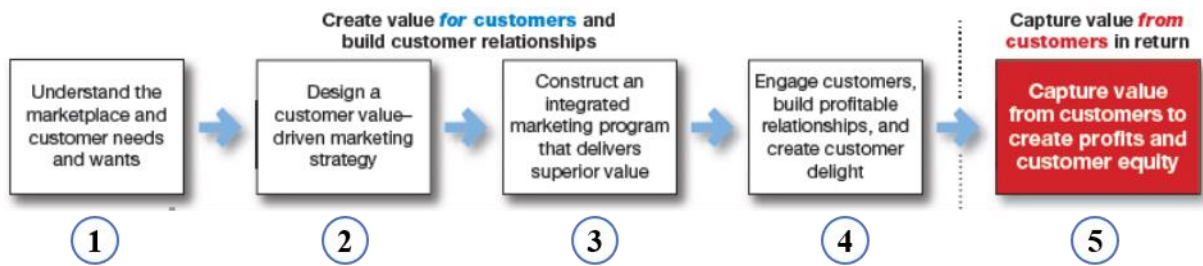 Create value for customers and
build customer relationships
Capture value from
customers in return
Understand the
marketplace and
customer needs
and wants
Design a
customer value–
driven marketing
strategy
Construct an
integrated
marketing program
that delivers
superior value
Engage customers,
build profitable
relationships, and
create customer
delight
Capture value
from customers to
create profits and
customer equity
1
2
3
4
5